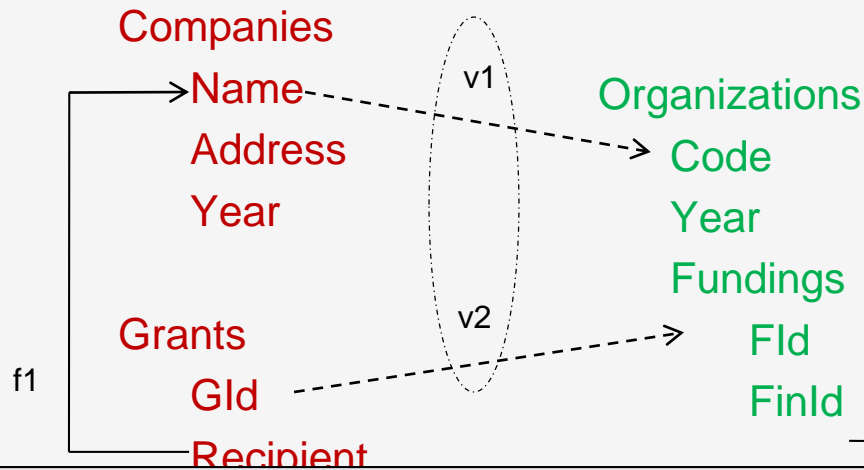 Companies
Name
Address
Year
Grants
GId
Recipient
f1
v1
v2
Organizations
Code
Year
Fundings
FId
FinId